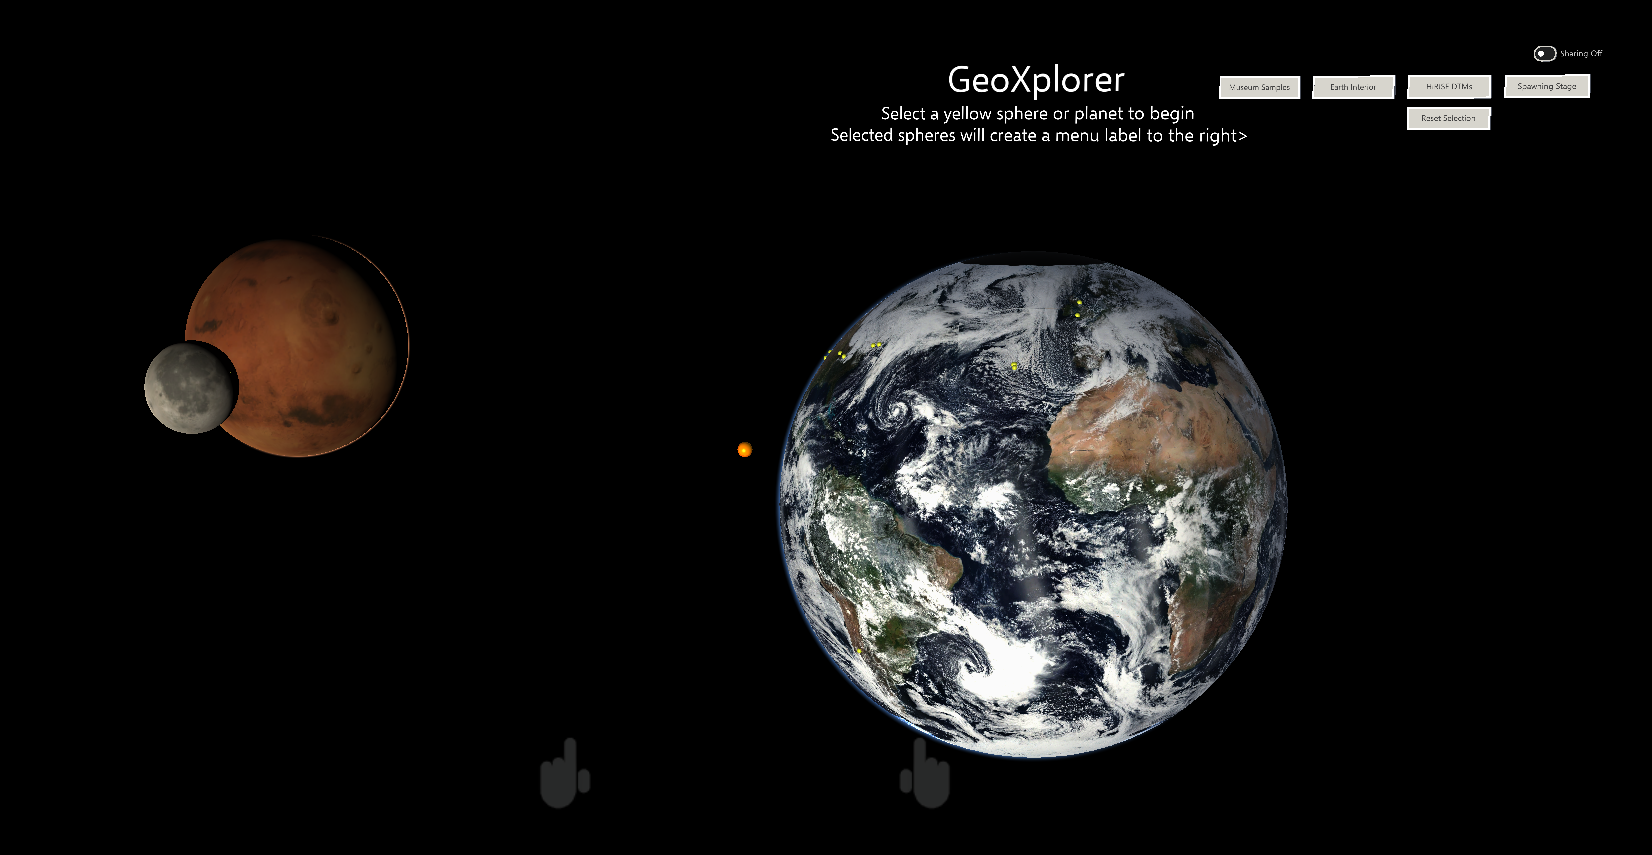 Sharing Off
GeoXplorer
Select a yellow sphere or planet to begin
Selected spheres will create a menu label to the right>
Museum Samples
Earth Interior
HiRISE DTMs
Spawning Stage
Reset Selection